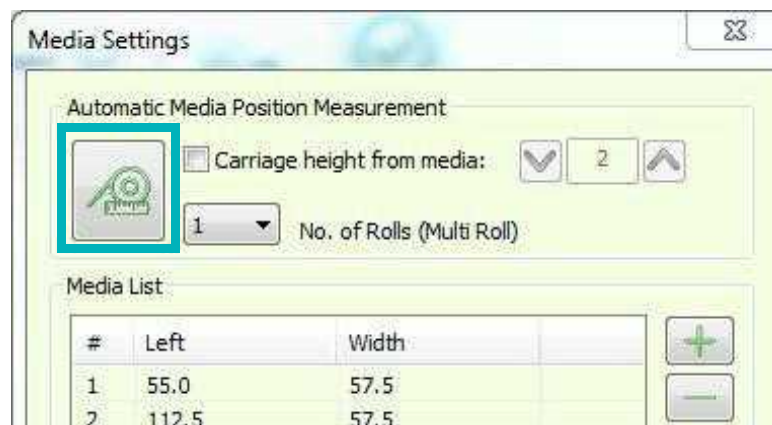 Media Settings
Automatic Media Position Measurement
Carriage height from media: 2
1 No. of Rolls (Multi Roll)
Media List
# Left Width
1 55.0 57.5
2 112.5 57.5